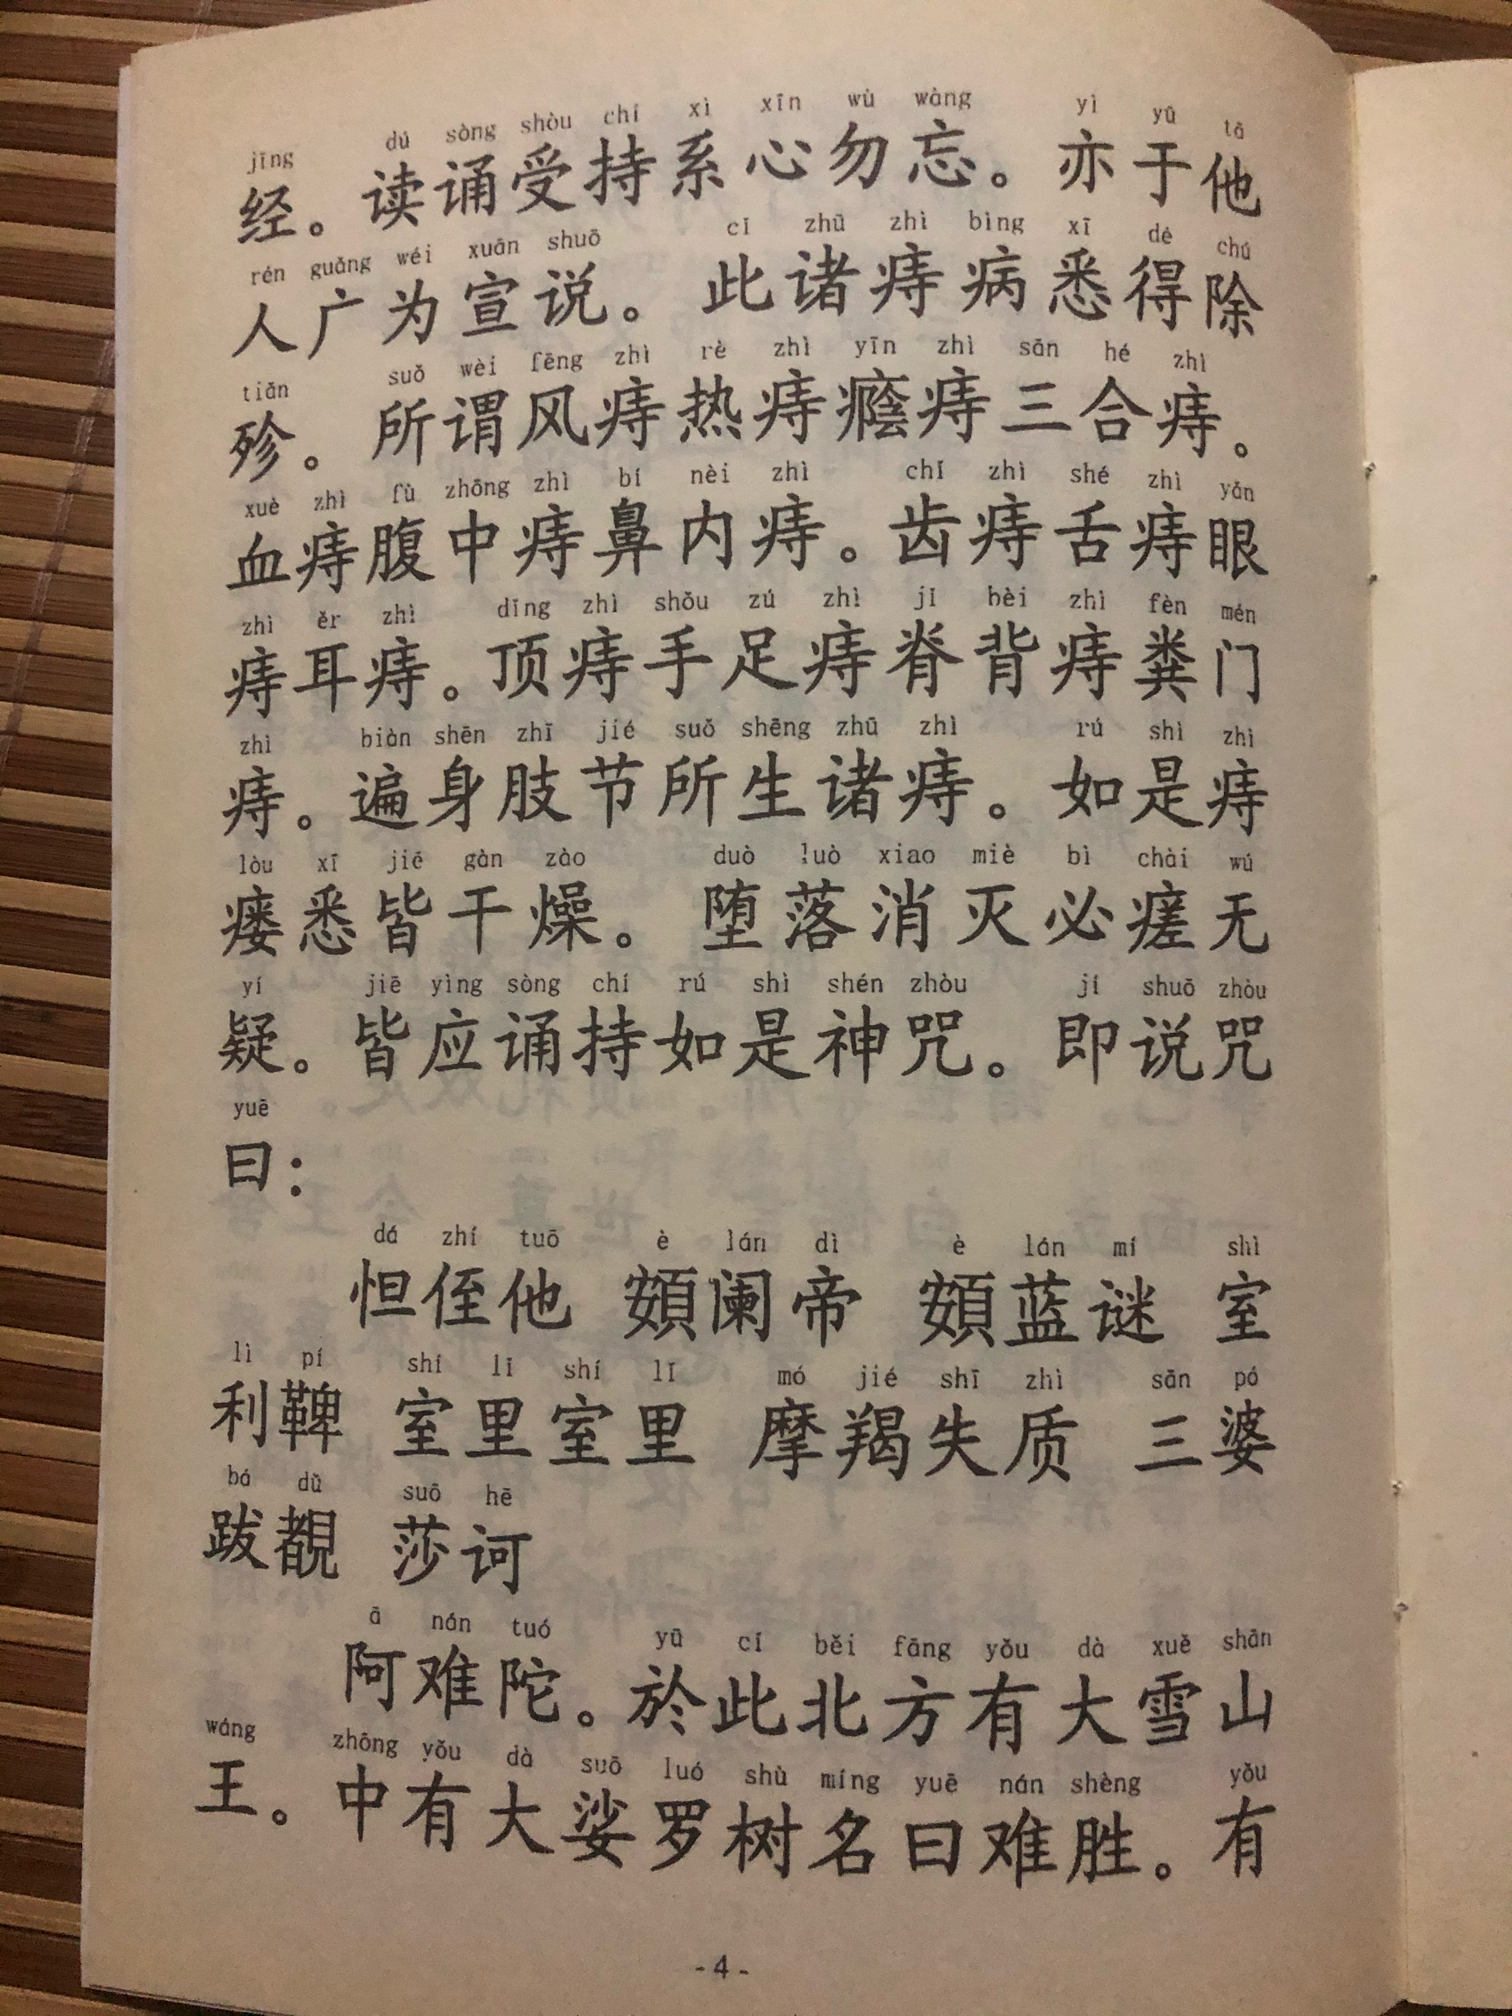 jīng dú sòng shòu chí xì xīn wù wàng yì yū tā
经。读诵受持系心勿忘。亦于他
rén guǎng wéi xuān shuō cǐ zhū zhì bìng xī dé chú
人广为宣说。此诸痔病悉得除
tiǎn suǒ wèi fēng zhì rè zhì yīn zhì sān hé zhì
殄。所谓风痔热痔癊痔三合痔。
xuè zhì fù zhōng zhì bí nèi zhì chǐ zhì shé zhì yǎn
血痔腹中痔鼻内痔。齿痔舌痔眼
zhì ěr zhì dǐng zhì shǒu zú zhì jǐ bèi zhì fèn mén
痔耳痔。顶痔手足痔脊背痔粪门
zhì biàn shēn zhī jié suǒ shēng zhū zhì rú shì zhì
痔。遍身肢节所生诸痔。如是痔
lòu xī jiē gàn zào duò luò xiao miè bì chài wú
瘘悉皆干燥。堕落消灭必瘥无
yí jiē yìng sòng chí rú shì shén zhòu jí shuō zhòu
疑。皆应诵持如是神咒。即说咒
yuē
曰：
dá zhí tuō è lán dì è lán mí shì
怛侄他 頞阑帝 頞蓝谜 室
lì pí shí lǐ shí lǐ mó jié shī zhì sān pó
利鞞 室里室里 摩羯失质 三婆
bá dǔ suō hē
跋覩 莎诃
ā nán tuó yū cǐ běi fāng yǒu dà xuě shān
阿难陀。於此北方有大雪山
wáng zhōng yǒu dà suō luó shù míng yuē nán shèng yǒu
王。中有大娑罗树名曰难胜。有
-4-